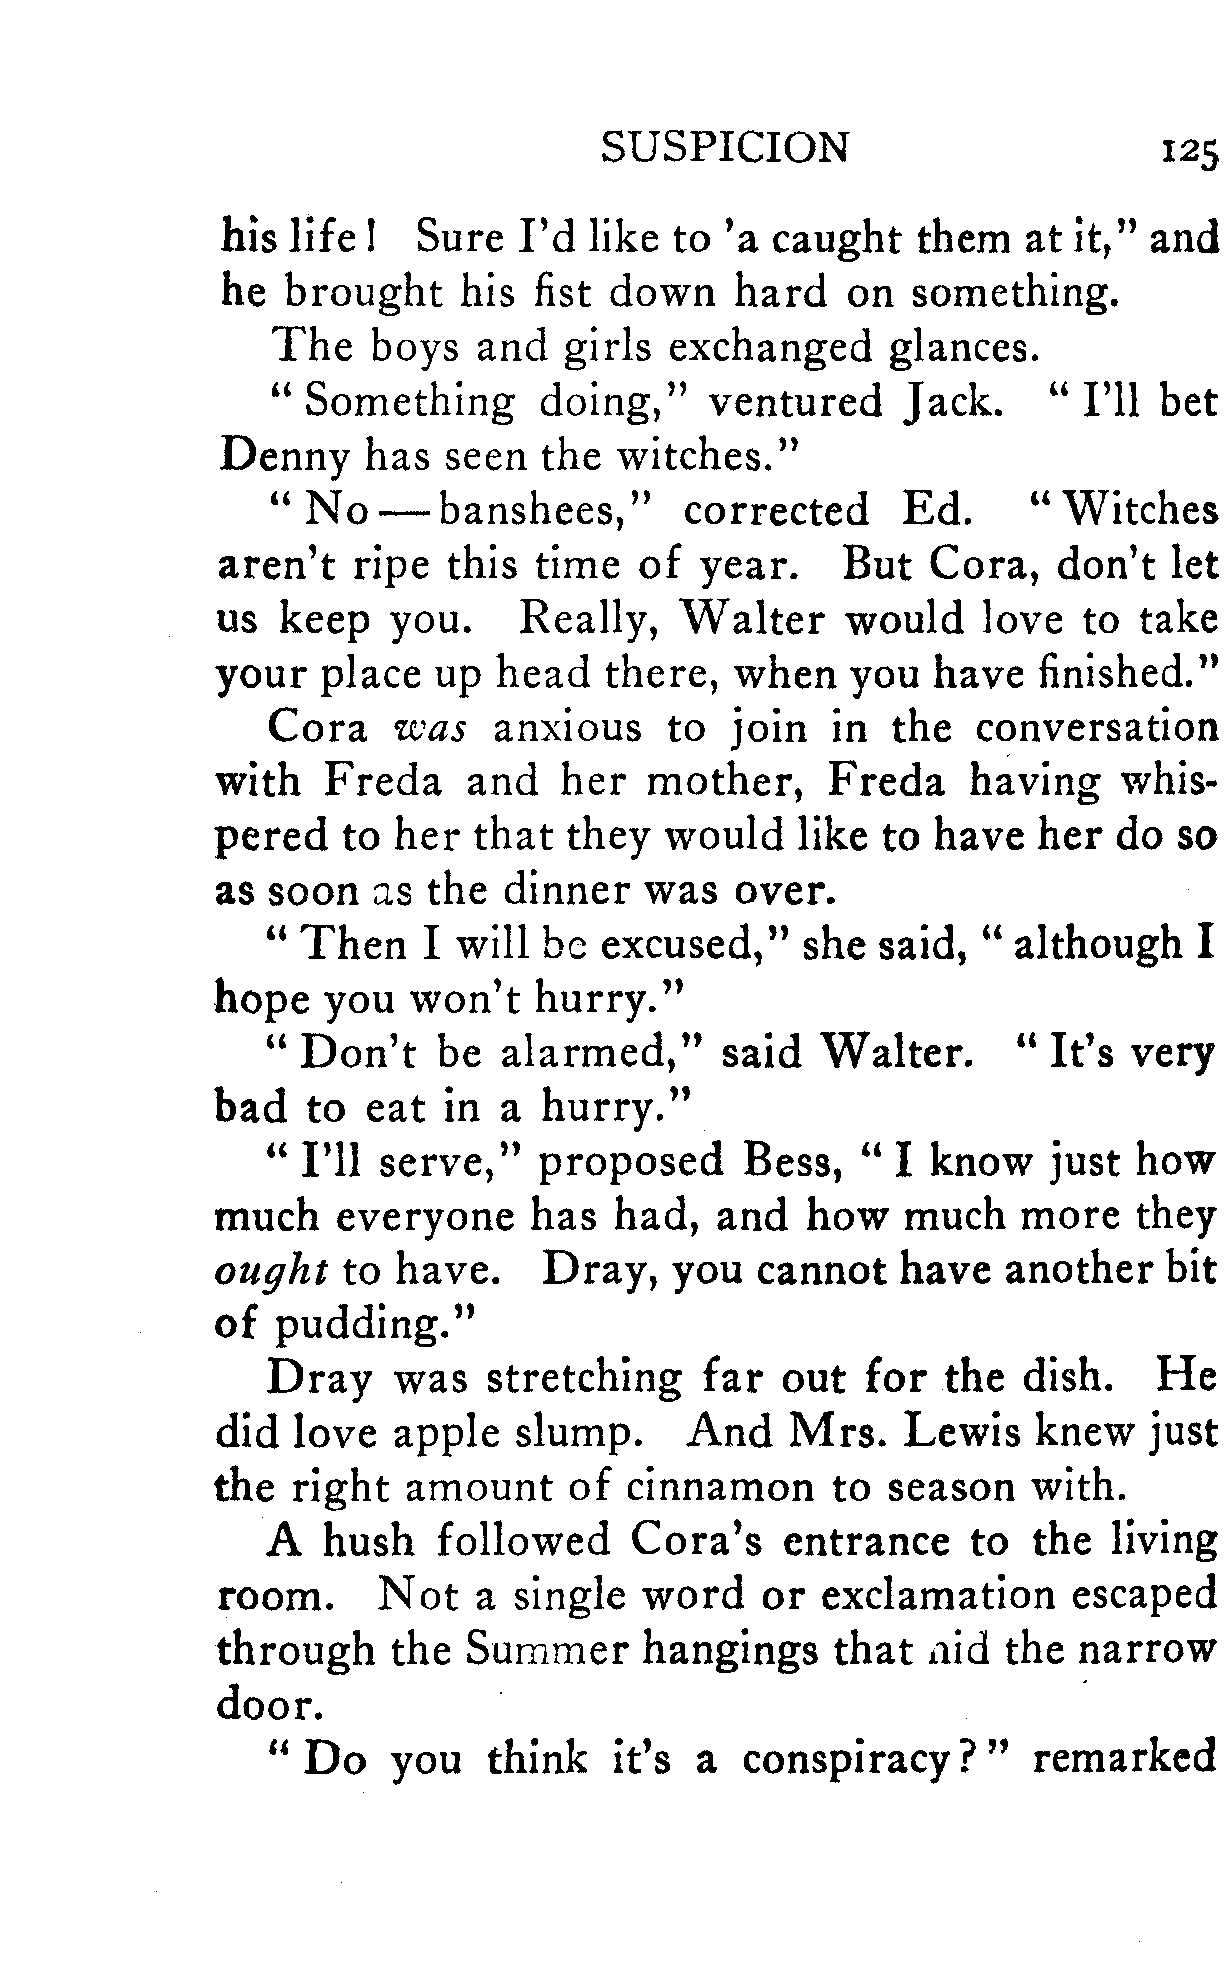 SUSPICION 125
his life! Sure I'd like to 'a caught them at it," and
he brought his fist down hard on something.
The boys and girls exchanged glances.
" Something doing," ventured Jack. " I'll bet
Denny has seen the witches."
" No — banshees," corrected Ed. " Witches
aren't ripe this time of year. But Cora, don't let
us keep you. Really, Walter would love to take
your place up head there, when you have finished."
Cora was anxious to join in the conversation
with Freda and her mother, Freda having whis-
pered to her that they would like to have her do so
as soon as the dinner was over.
" Then I will be excused," she said, " although I
hope you won't hurry."
" Don't be alarmed," said Walter. " It's very
bad to eat in a hurry."
" I'll serve," proposed Bess, " I know just how
much everyone has had, and how much more they
ought to have. Dray, you cannot have another bit
of pudding."
Dray was stretching far out for the dish. He
did love apple slump. And Mrs. Lewis knew just
the right amount of cinnamon to season with.
A hush followed Cora's entrance to the living
room. Not a single word or exclamation escaped
through the Summer hangings that hid the narrow
door.
" Do you think it's a conspiracy? " remarked